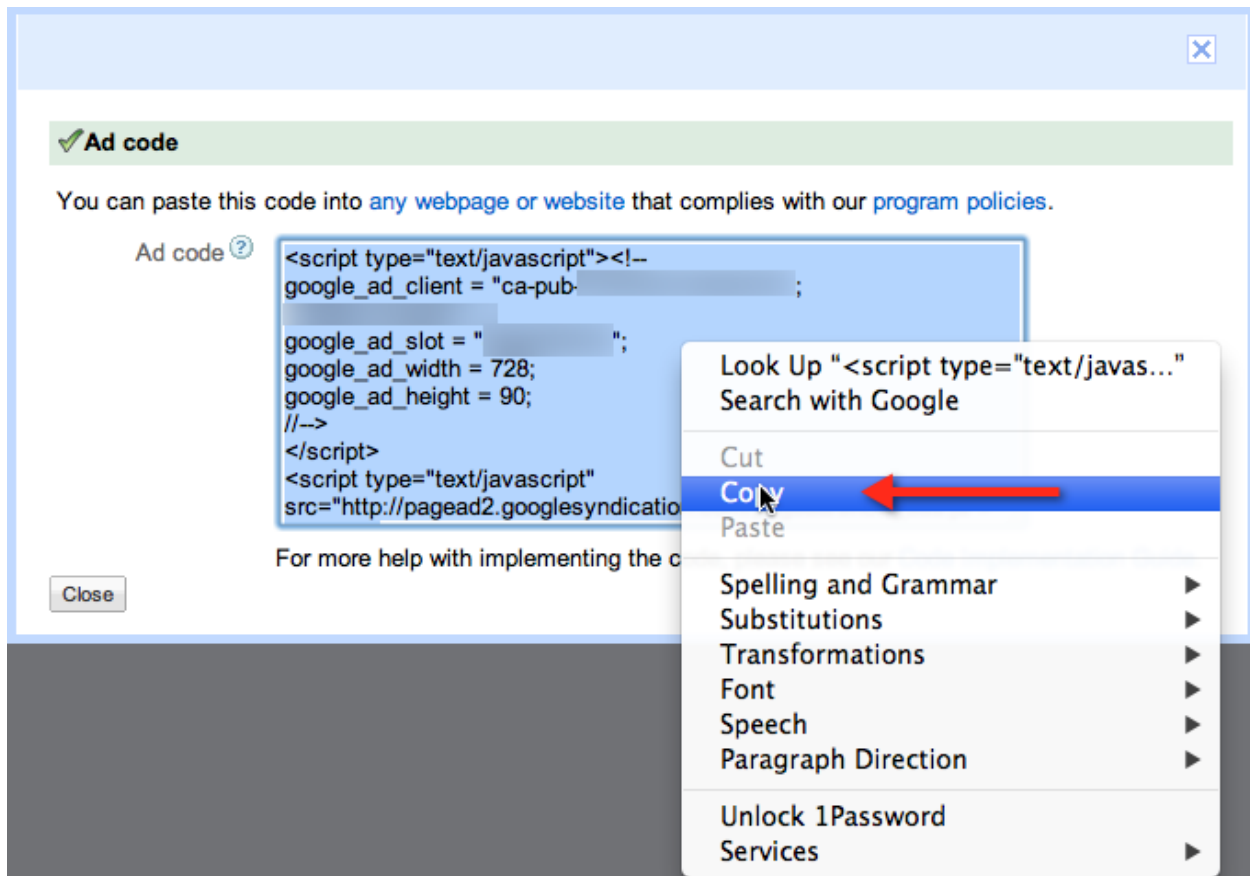 Ad code
You can paste this code into any webpage or website that complies with our program policies.
Ad code ?
<script type="text/javascript"><!--
google_ad_client = "ca-pub- ;
google_ad_slot = " ";
google_ad_width = 728;
google_ad_height = 90;
//-->
</script>
<script type="text/javascript"
src="http://pagead2.googlesyndicatio
For more help with implementing the c
Close
Look Up “<script type="text/javas...”
Search with Google
Cut
Copy
Paste
Spelling and Grammar
Substitutions
Transformations
Font
Speech
Paragraph Direction
Unlock 1Password
Services